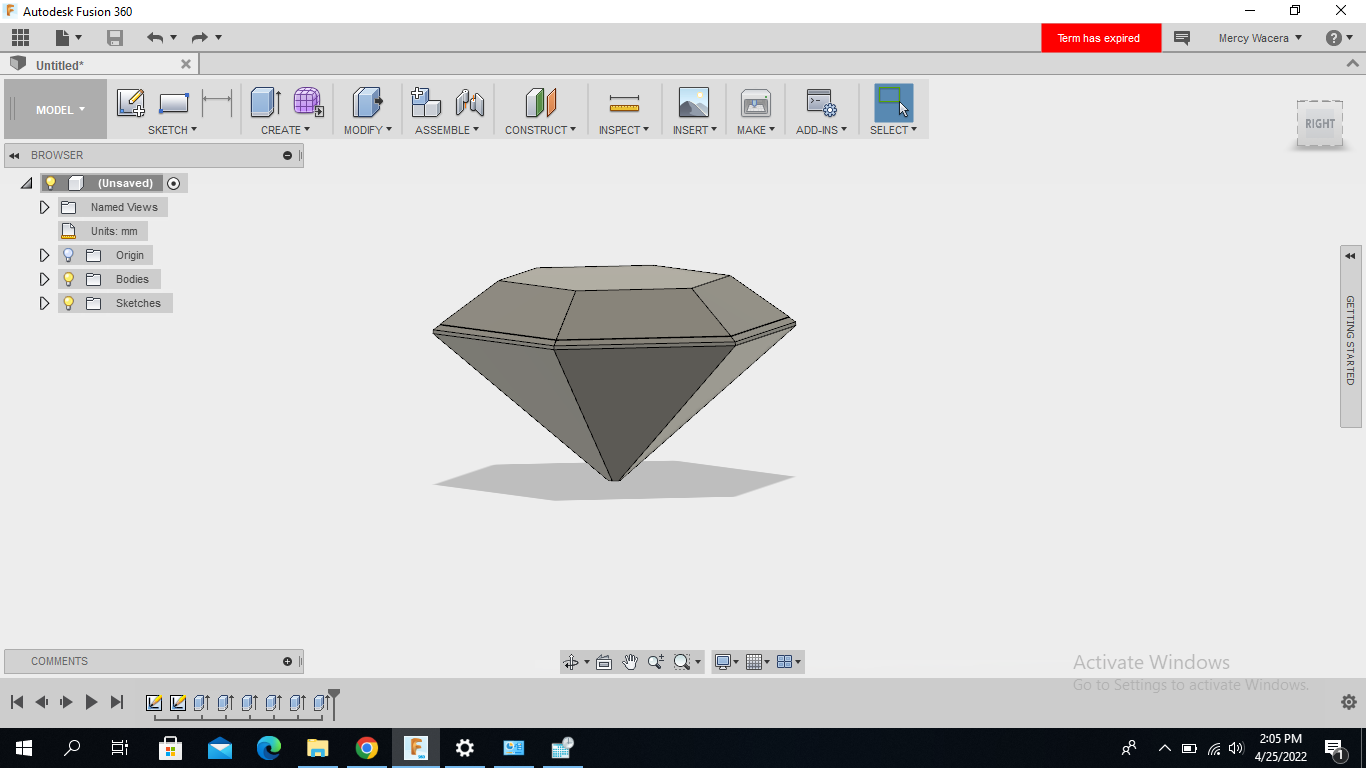 Autodesk Fusion 360
Term has expired
Mercy Wacera
Untitled*
MODEL
SKETCH
CREATE
MODIFY
ASSEMBLE
CONSTRUCT
INSPECT
INSERT
MAKE
ADD-INS
SELECT
RIGHT
BROWSER
(Unsaved)
Named Views
Units: mm
Origin
Bodies
Sketches
GETTING STARTED
COMMENTS
Activate Windows
Go to Settings to activate Windows.
2:05 PM
4/25/2022
1